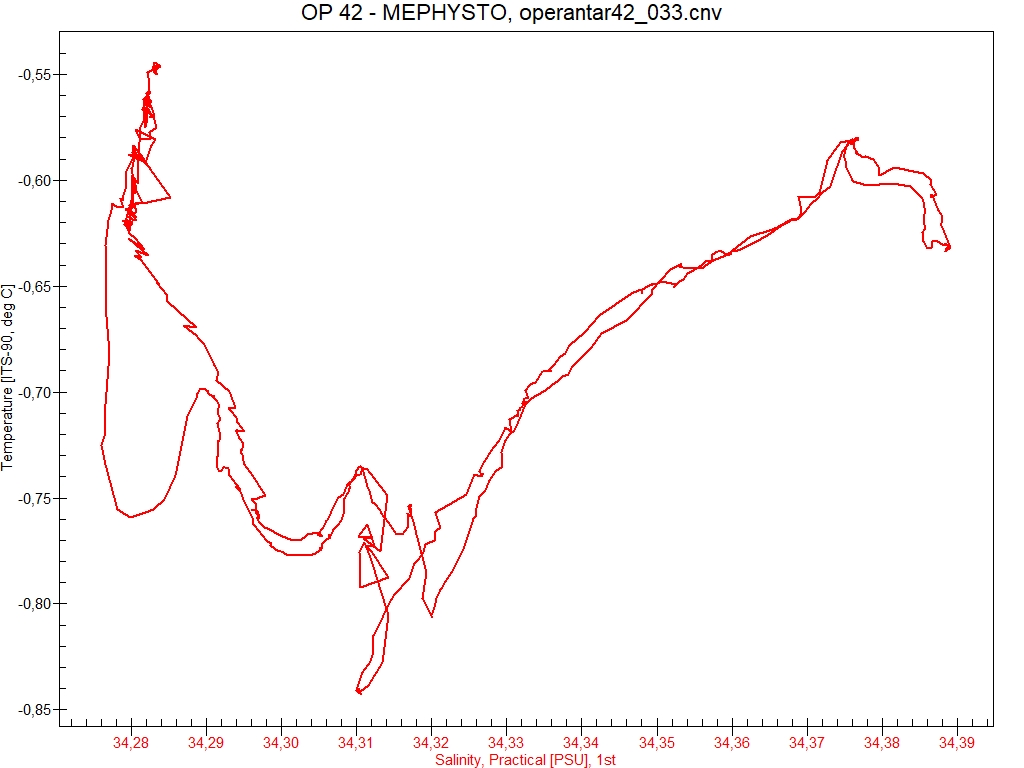 OP 42 - MEPHYSTO, operantar42_033.cnv
Temperature [ITS-90, deg C]
-0,55
-0,60
-0,65
-0,70
-0,75
-0,80
-0,85
34,28 34,29 34,30 34,31 34,32 34,33 34,34 34,35 34,36 34,37 34,38 34,39
Salinity, Practical [PSU], 1st